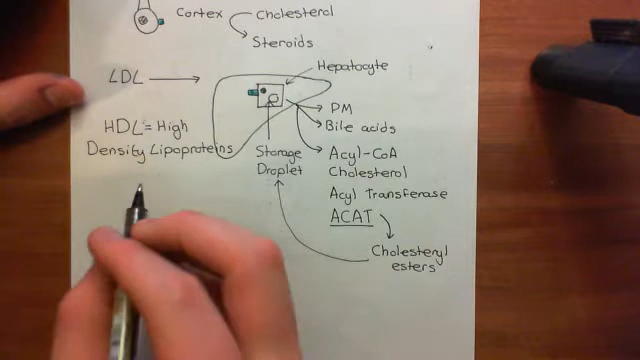 Cortex
Cholesterol
Steroids
LDL
Hepatocyte
HDL = High
Density Lipoproteins
Storage
Droplet
PM
Bile acids
Acyl-CoA
Cholesterol
Acyl Transferase
ACAT
Cholesteryl
esters